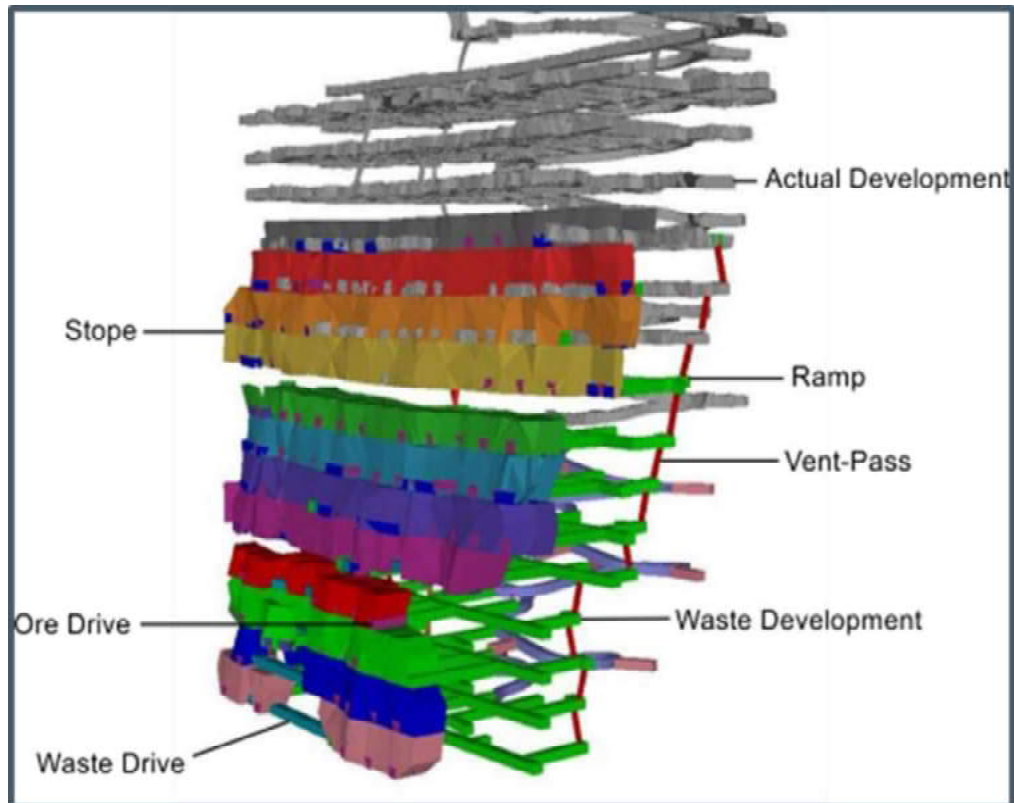 Actual Development
Stope
Ramp
Vent-Pass
Ore Drive
Waste Development
Waste Drive